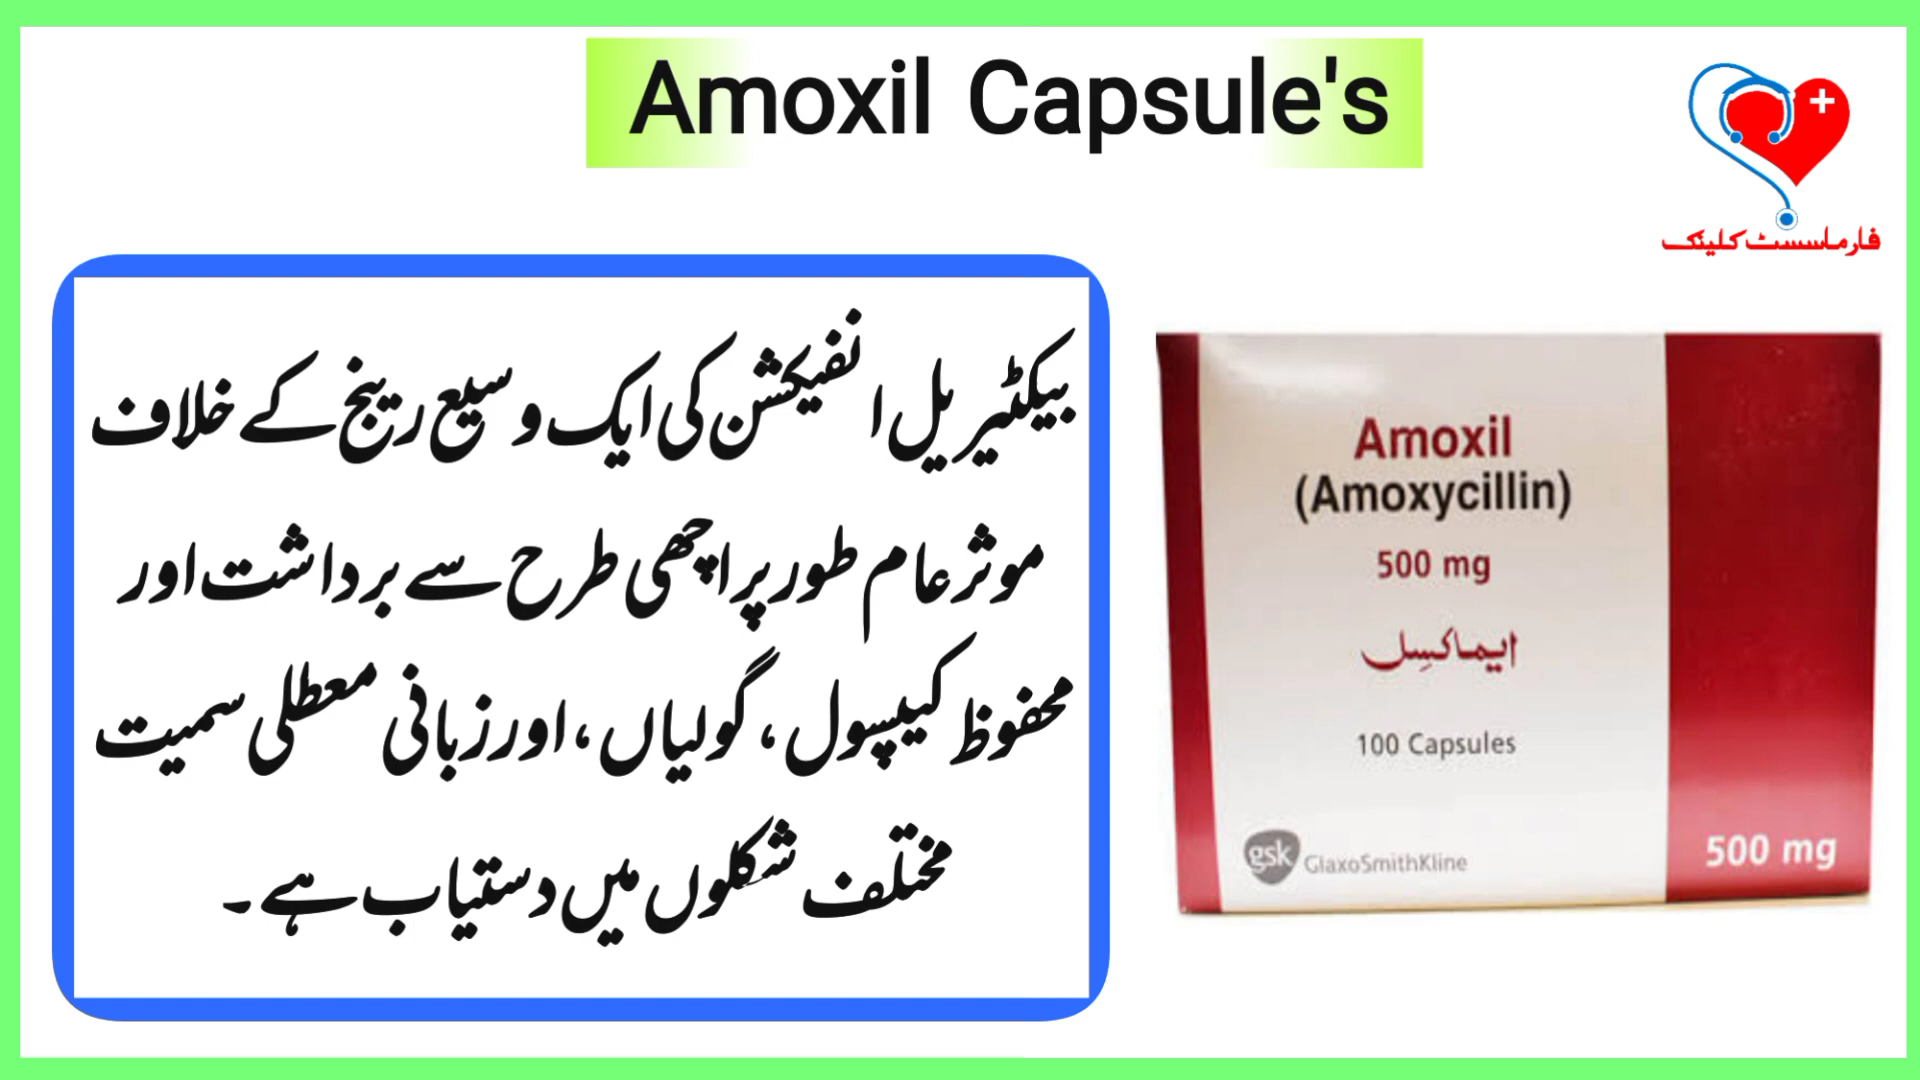 Amoxil Capsule's
فارماسسٹ کلینک
بیکٹیریل انفیکشن کی ایک وسیع رینج کے خلاف
موثر عام طور پر اچھی طرح سے برداشت اور
محفوظ کیپسول، گولیاں، اور زبانی معطلی سمیت
مختلف شکلوں میں دستیاب ہے۔
Amoxil
(Amoxycillin)
500 mg
ایماکسِل
100 Capsules
gsk GlaxoSmithKline
500 mg